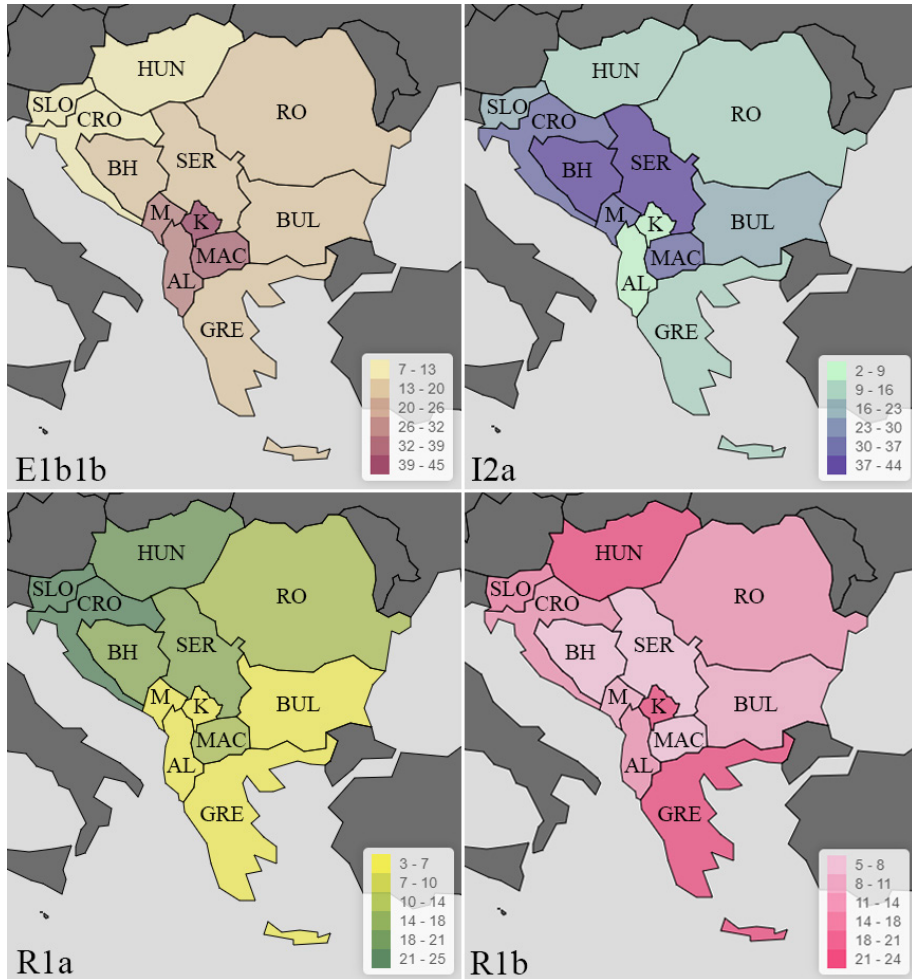 HUN
SLO
CRO
RO
BH
SER
M
K
BUL
MAC
AL
GRE
7 - 13
13 - 20
20 - 26
26 - 32
32 - 39
39 - 45
E1b1b
HUN
SLO
CRO
RO
BH
SER
M
K
BUL
MAC
AL
GRE
2 - 9
9 - 16
16 - 23
23 - 30
30 - 37
37 - 44
I2a
HUN
SLO
CRO
RO
BH
SER
M
K
BUL
MAC
AL
GRE
3 - 7
7 - 10
10 - 14
14 - 18
18 - 21
21 - 25
R1a
HUN
SLO
CRO
RO
BH
SER
M
K
BUL
MAC
AL
GRE
5 - 8
8 - 11
11 - 14
14 - 18
18 - 21
21 - 24
R1b